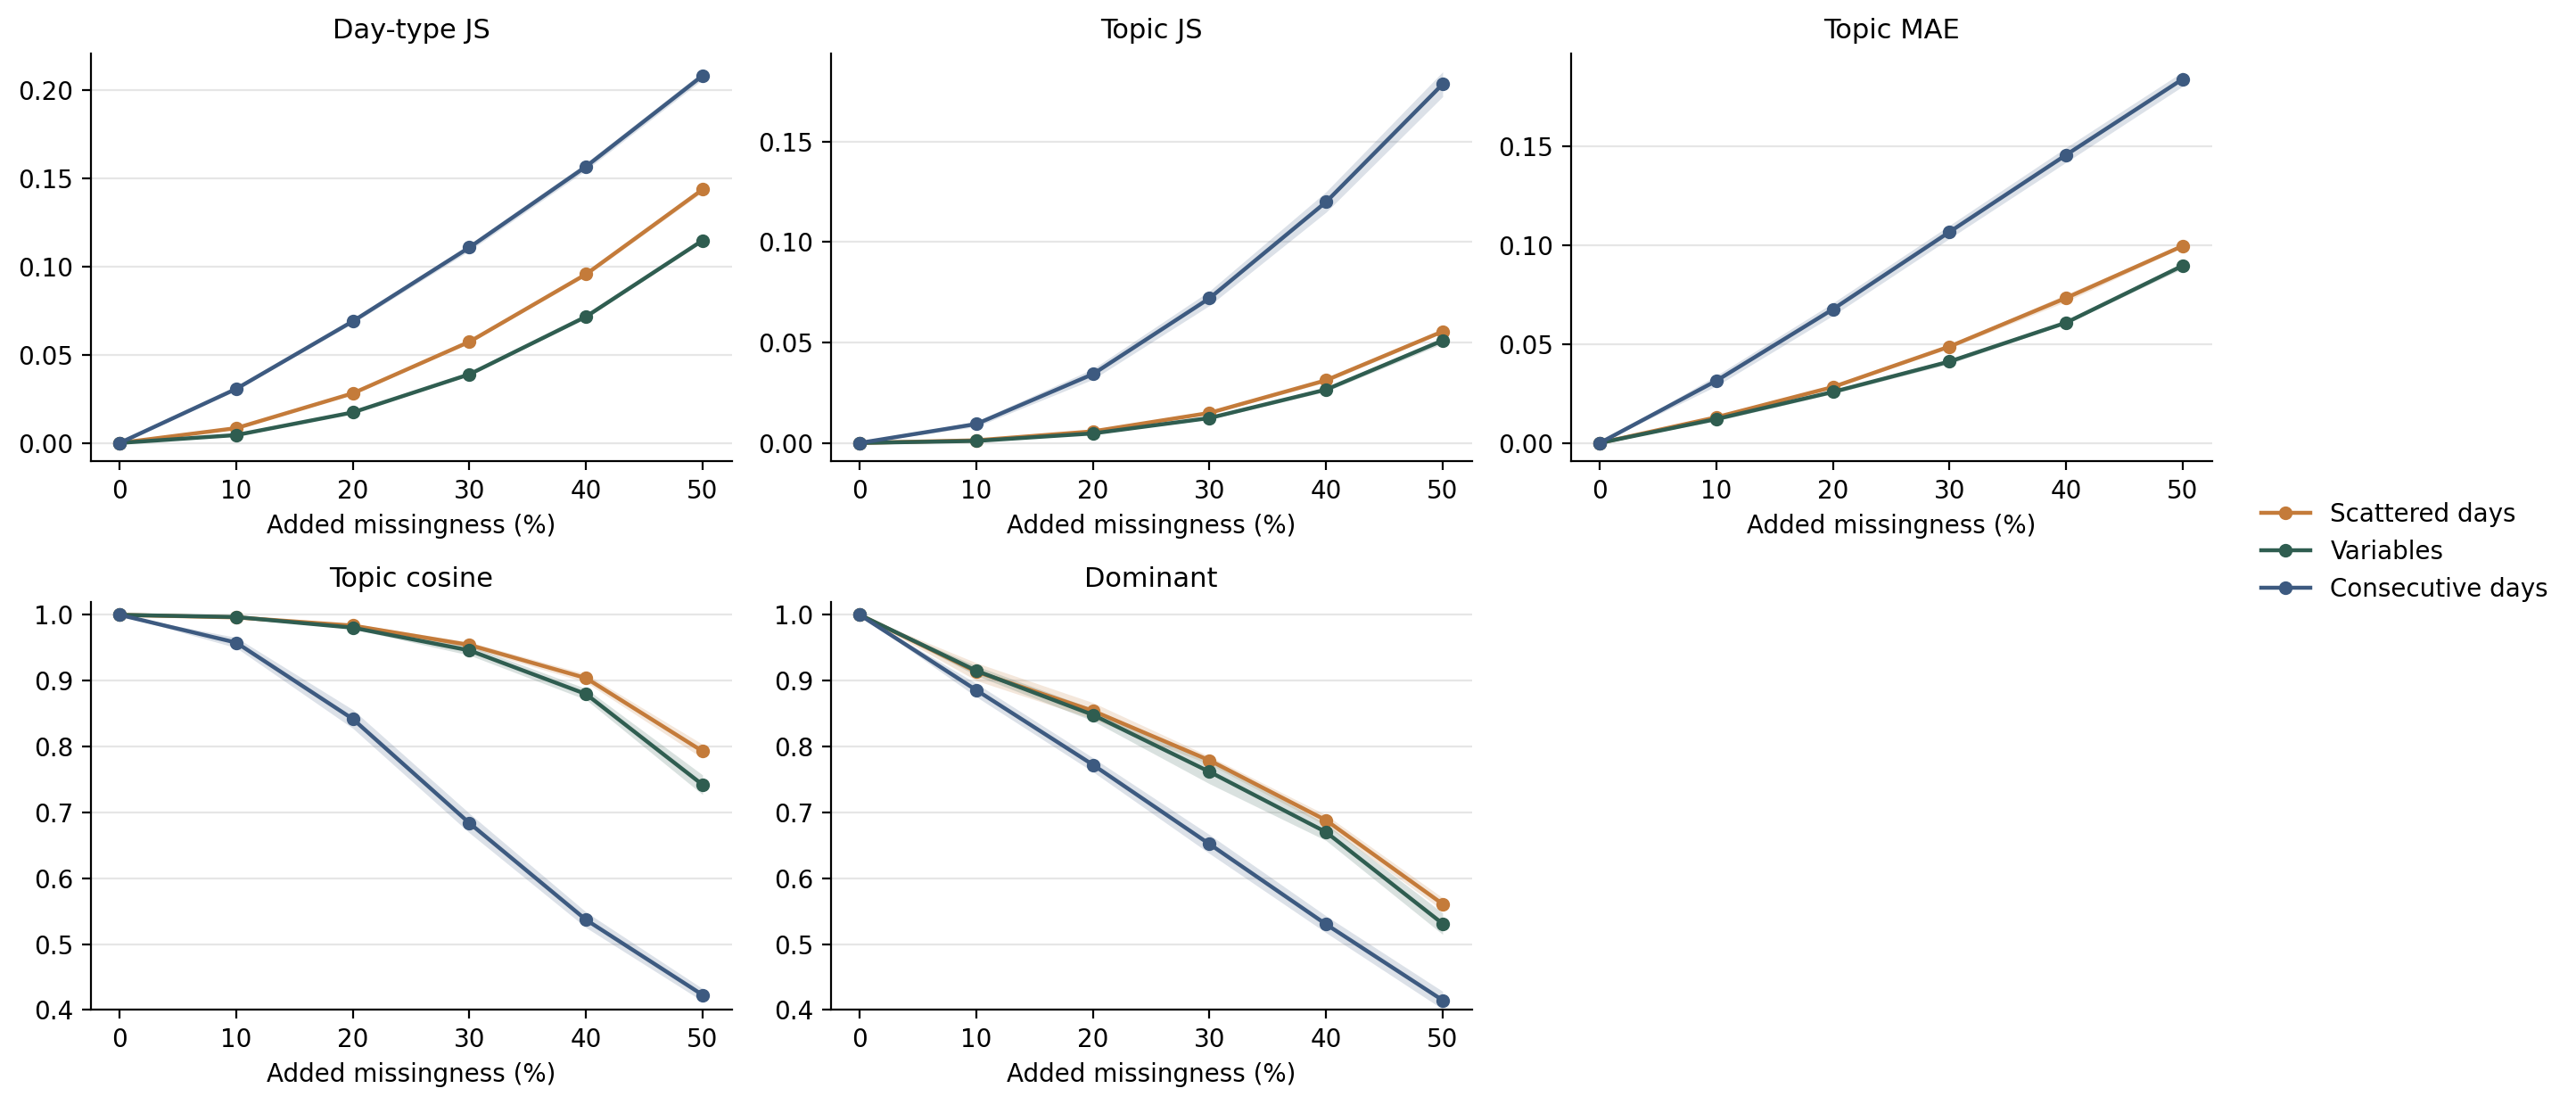 Day-type JS
0.20
0.15
0.10
0.05
0.00
0 10 20 30 40 50
Added missingness (%)
Topic JS
0.15
0.10
0.05
0.00
0 10 20 30 40 50
Added missingness (%)
Topic MAE
0.15
0.10
0.05
0.00
0 10 20 30 40 50
Added missingness (%)
Scattered days
Variables
Consecutive days
Topic cosine
1.0
0.9
0.8
0.7
0.6
0.5
0.4
0 10 20 30 40 50
Added missingness (%)
Dominant
1.0
0.9
0.8
0.7
0.6
0.5
0.4
0 10 20 30 40 50
Added missingness (%)